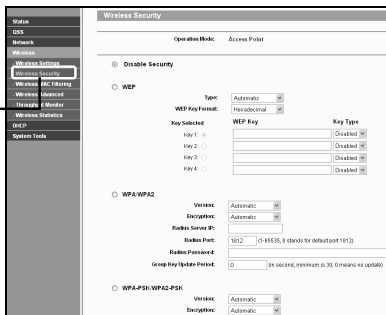 Status
QSS
Network
Wireless
- Wireless Settings
- Wireless Security
- Wireless MAC Filtering
- Wireless Advanced
- Throughput Monitor
- Wireless Statistics
DHCP
System Tools
Wireless Security
Operation Mode: Access Point
Disable Security
WEP
Type: Automatic
WEP Key Format: Hexadecimal
Key Selected WEP Key Key Type
Key 1: Disabled
Key 2: Disabled
Key 3: Disabled
Key 4: Disabled
WPA/WPA2
Version: Automatic
Encryption: Automatic
Radius Server IP:
Radius Port: 1812 (1-65535, 0 stands for default port 1812)
Radius Password:
Group Key Update Period: 0 (in second, minimum is 30, 0 means no update)
WPA-PSK/WPA2-PSK
Version: Automatic
Encryption: Automatic